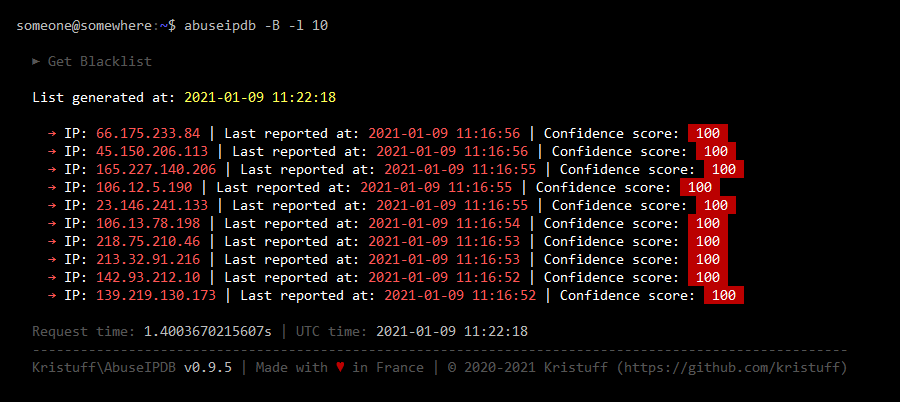 someone@somewhere:~$ abuseipdb -B -l 10
► Get Blacklist
List generated at: 2021-01-09 11:22:18
→ IP: 66.175.233.84 | Last reported at: 2021-01-09 11:16:56 | Confidence score: 100
→ IP: 45.150.206.113 | Last reported at: 2021-01-09 11:16:56 | Confidence score: 100
→ IP: 165.227.140.206 | Last reported at: 2021-01-09 11:16:55 | Confidence score: 100
→ IP: 106.12.5.190 | Last reported at: 2021-01-09 11:16:55 | Confidence score: 100
→ IP: 23.146.241.133 | Last reported at: 2021-01-09 11:16:55 | Confidence score: 100
→ IP: 106.13.78.198 | Last reported at: 2021-01-09 11:16:54 | Confidence score: 100
→ IP: 218.75.210.46 | Last reported at: 2021-01-09 11:16:53 | Confidence score: 100
→ IP: 213.32.91.216 | Last reported at: 2021-01-09 11:16:53 | Confidence score: 100
→ IP: 142.93.212.10 | Last reported at: 2021-01-09 11:16:52 | Confidence score: 100
→ IP: 139.219.130.173 | Last reported at: 2021-01-09 11:16:52 | Confidence score: 100
Request time: 1.4003670215607s | UTC time: 2021-01-09 11:22:18
------------------------------------------------------------------------------------------------------
Kristuff\AbuseIPDB v0.9.5 | Made with ♥ in France | © 2020-2021 Kristuff (https://github.com/kristuff)